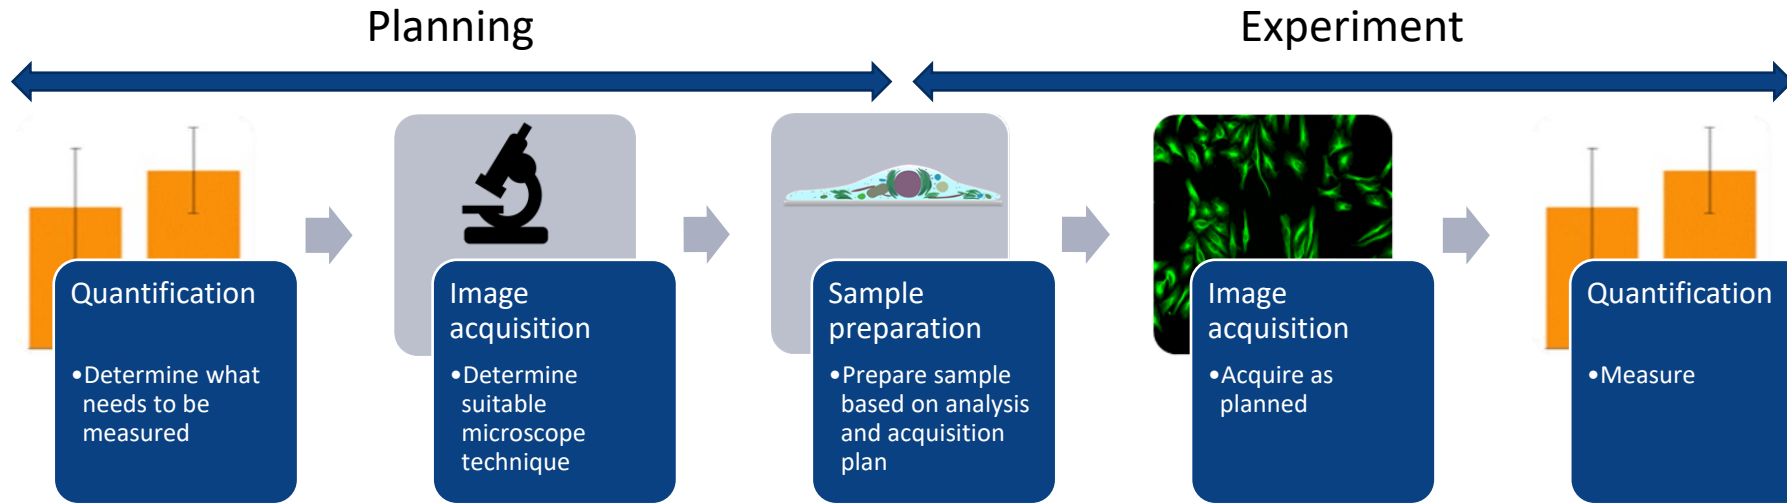 Planning
Experiment
Quantification
•Determine what
needs to be
measured
Image
acquisition
•Determine
suitable
microscope
technique
Sample
preparation
•Prepare sample
based on analysis
and acquisition
plan
Image
acquisition
•Acquire as
planned
Quantification
•Measure